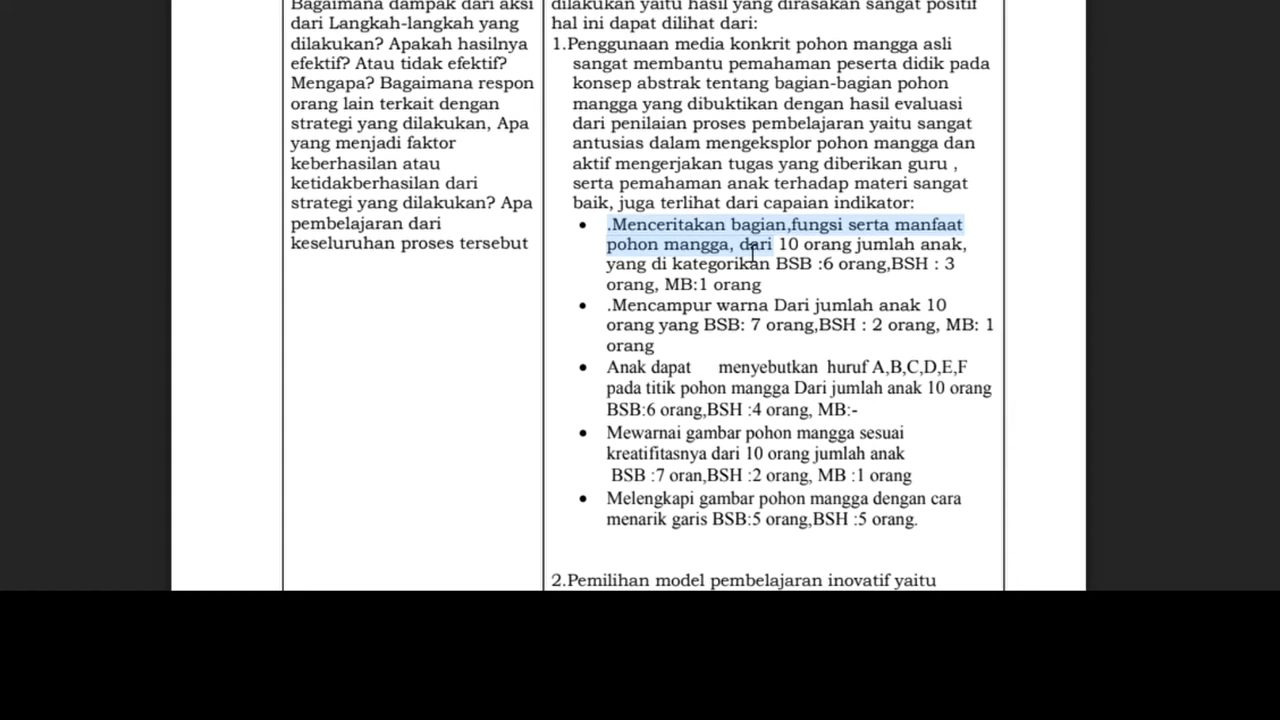 Bagaimana dampak dari aksi
dari Langkah-langkah yang
dilakukan? Apakah hasilnya
efektif? Atau tidak efektif?
Mengapa? Bagaimana respon
orang lain terkait dengan
strategi yang dilakukan, Apa
yang menjadi faktor
keberhasilan atau
ketidakberhasilan dari
strategi yang dilakukan? Apa
pembelajaran dari
keseluruhan proses tersebut
dilakukan yaitu hasil yang dirasakan sangat positif
hal ini dapat dilihat dari:
1.Penggunaan media konkrit pohon mangga asli
sangat membantu pemahaman peserta didik pada
konsep abstrak tentang bagian-bagian pohon
mangga yang dibuktikan dengan hasil evaluasi
dari penilaian proses pembelajaran yaitu sangat
antusias dalam mengeksplor pohon mangga dan
aktif mengerjakan tugas yang diberikan guru ,
serta pemahaman anak terhadap materi sangat
baik, juga terlihat dari capaian indikator:
• .Menceritakan bagian,fungsi serta manfaat
pohon mangga, dari 10 orang jumlah anak,
yang di kategorikan BSB :6 orang,BSH : 3
orang, MB:1 orang
• .Mencampur warna Dari jumlah anak 10
orang yang BSB: 7 orang,BSH : 2 orang, MB: 1
orang
• Anak dapat menyebutkan huruf A,B,C,D,E,F
pada titik pohon mangga Dari jumlah anak 10 orang
BSB:6 orang,BSH :4 orang, MB:-
• Mewarnai gambar pohon mangga sesuai
kreatifitasnya dari 10 orang jumlah anak
BSB :7 oran,BSH :2 orang, MB :1 orang
• Melengkapi gambar pohon mangga dengan cara
menarik garis BSB:5 orang,BSH :5 orang.
2.Pemilihan model pembelajaran inovatif yaitu